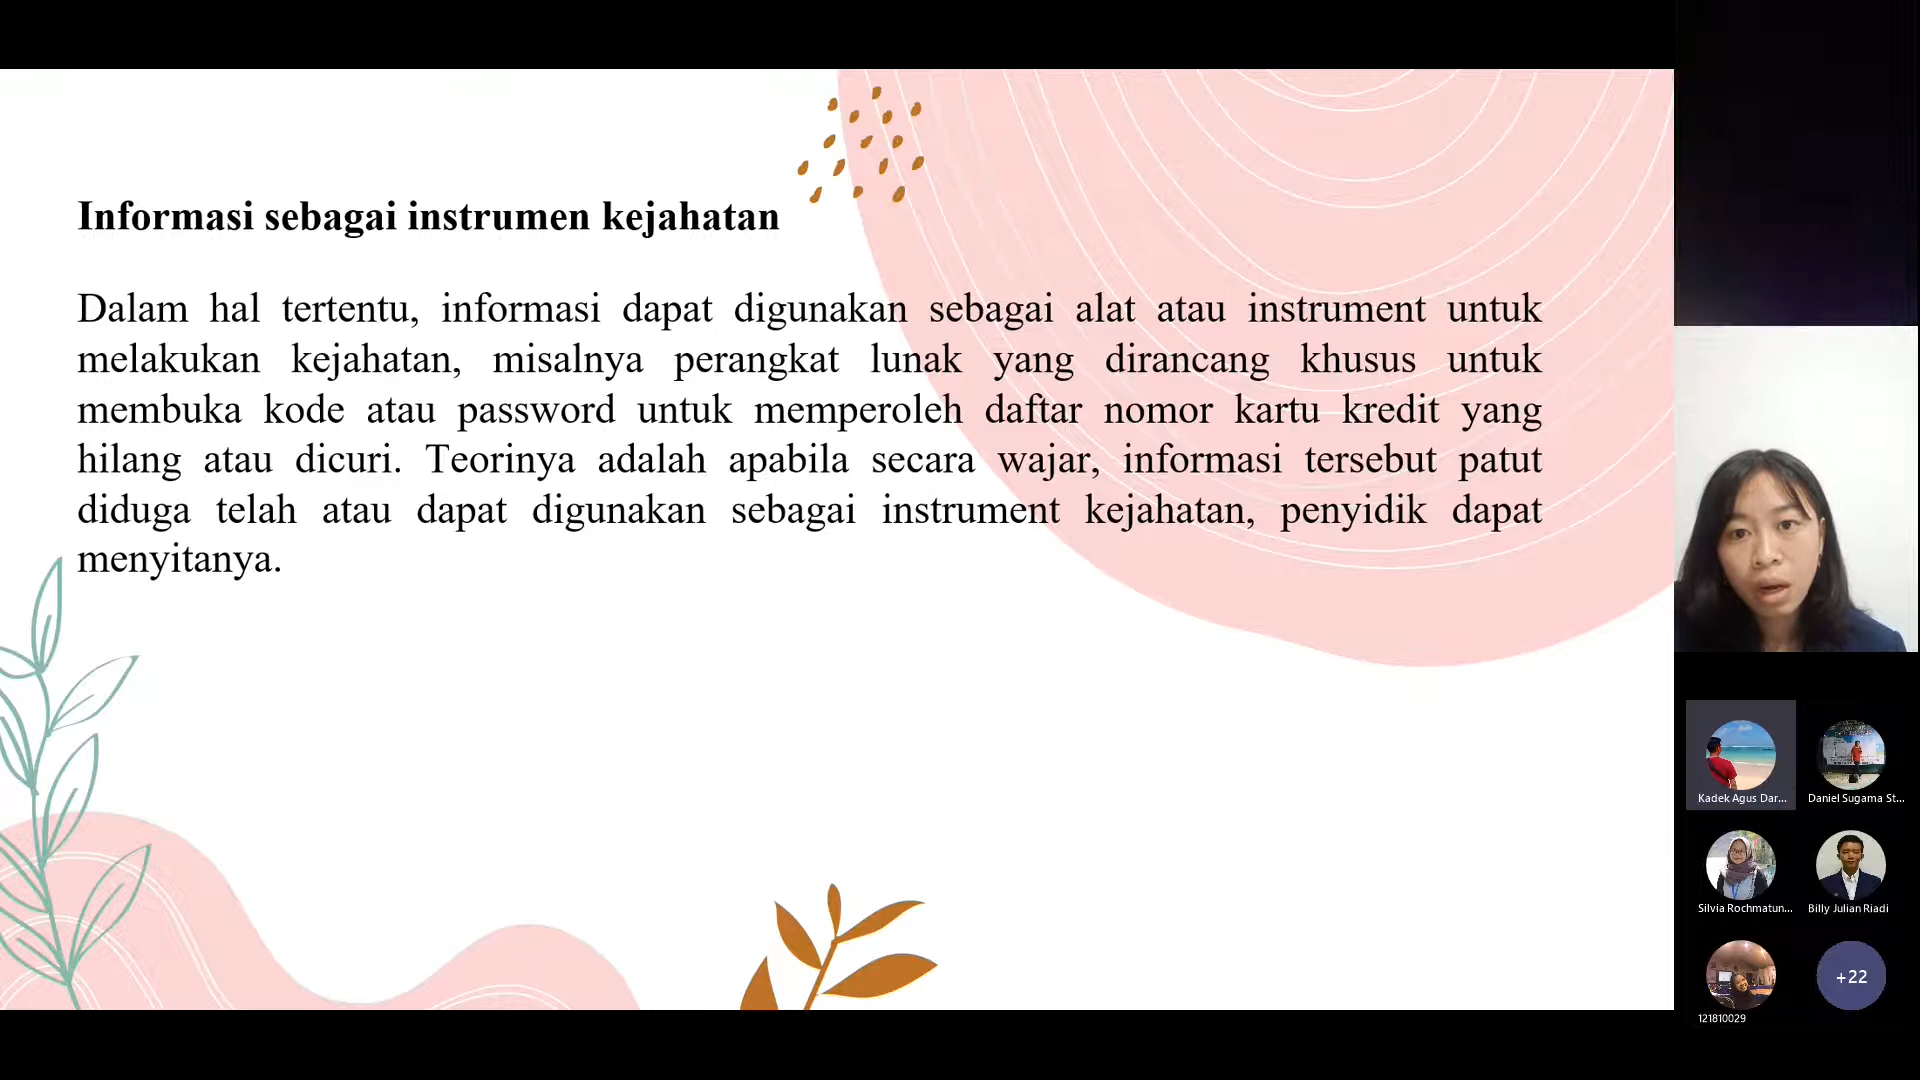 Informasi sebagai instrumen kejahatan
Dalam hal tertentu, informasi dapat digunakan sebagai alat atau instrument untuk
melakukan kejahatan, misalnya perangkat lunak yang dirancang khusus untuk
membuka kode atau password untuk memperoleh daftar nomor kartu kredit yang
hilang atau dicuri. Teorinya adalah apabila secara wajar, informasi tersebut patut
diduga telah atau dapat digunakan sebagai instrument kejahatan, penyidik dapat
menyitanya.
Kadek Agus Dar...
Daniel Sugama St...
Silvia Rochmatun...
Billy Julian Riadi
121810029
+22